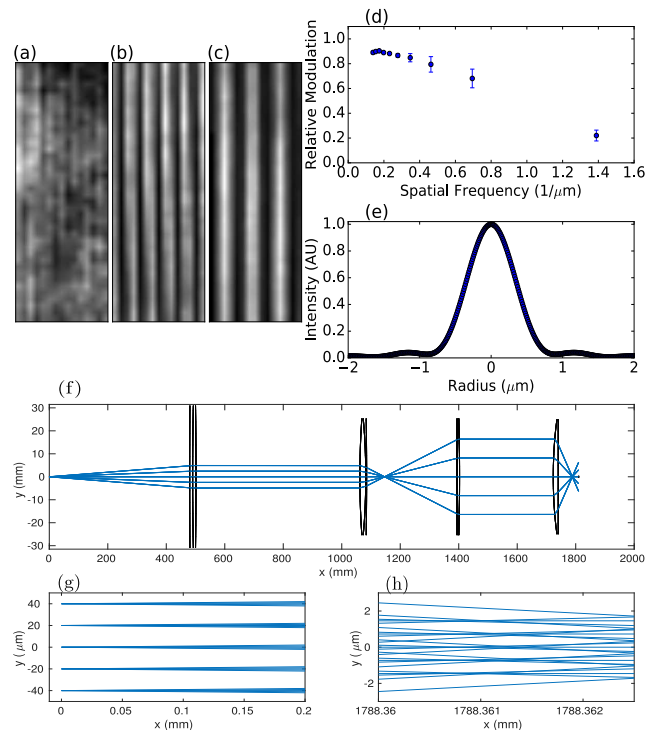 (a)
(b)
(c)
(d)
Relative Modulation
1.0
0.8
0.6
0.4
0.2
0.0
0.0 0.2 0.4 0.6 0.8 1.0 1.2 1.4 1.6
Spatial Frequency (1/μm)
(e)
Intensity (AU)
1.0
0.8
0.6
0.4
0.2
0.0
−2 −1 0 1 2
Radius (μm)
(f)
y (mm)
30
20
10
0
-10
-20
-30
0 200 400 600 800 1000 1200 1400 1600 1800 2000
x (mm)
(g)
y ( μm)
40
20
0
-20
-40
0 0.05 0.1 0.15 0.2
x (mm)
(h)
y ( μm)
2
0
-2
1788.36 1788.361 1788.362
x (mm)